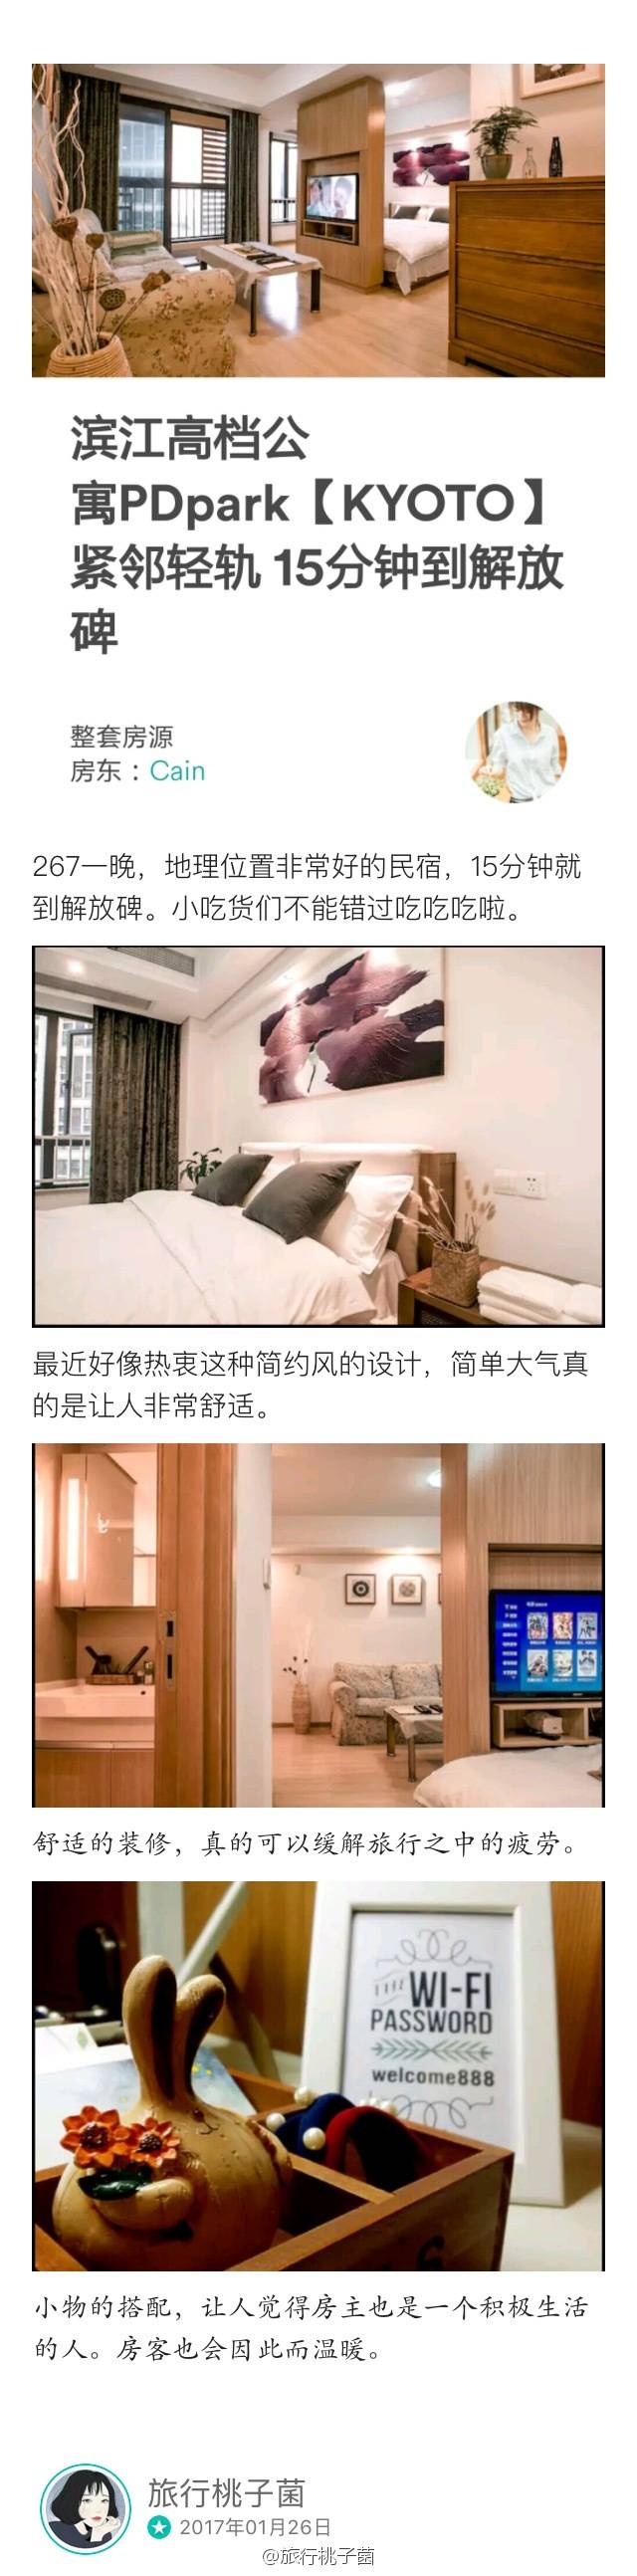 滨江高档公
寓PDpark【KYOTO】
紧邻轻轨 15分钟到解放
碑
整套房源
房东：Cain
267一晚，地理位置非常好的民宿，15分钟就
到解放碑。小吃货们不能错过吃吃吃啦。
最近好像热衷这种简约风的设计，简单大气真
的是让人非常舒适。
舒适的装修，真的可以缓解旅行之中的疲劳。
THE WI-FI
PASSWORD
welcome888
小物的搭配，让人觉得房主也是一个积极生活
的人。房客也会因此而温暖。
旅行桃子菌
2017年01月26日
@旅行桃子菌